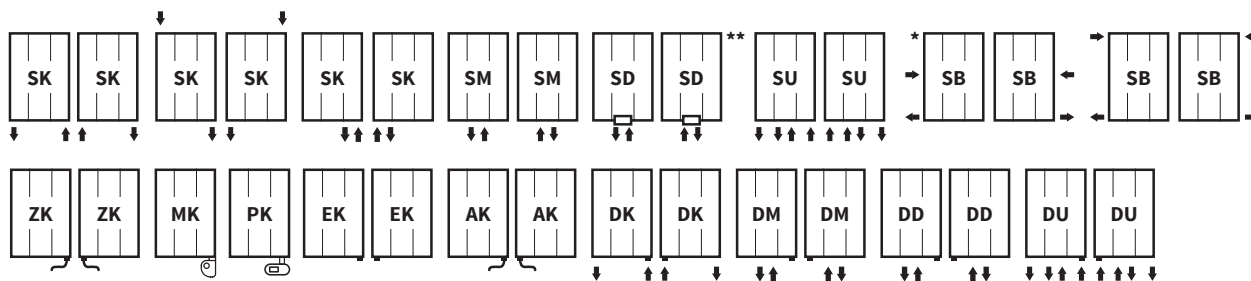 SK SK SK SK SK SK SM SM SD SD ** SU SU * SB SB SB SB
ZK ZK MK PK EK EK AK AK DK DK DM DM DD DD DU DU